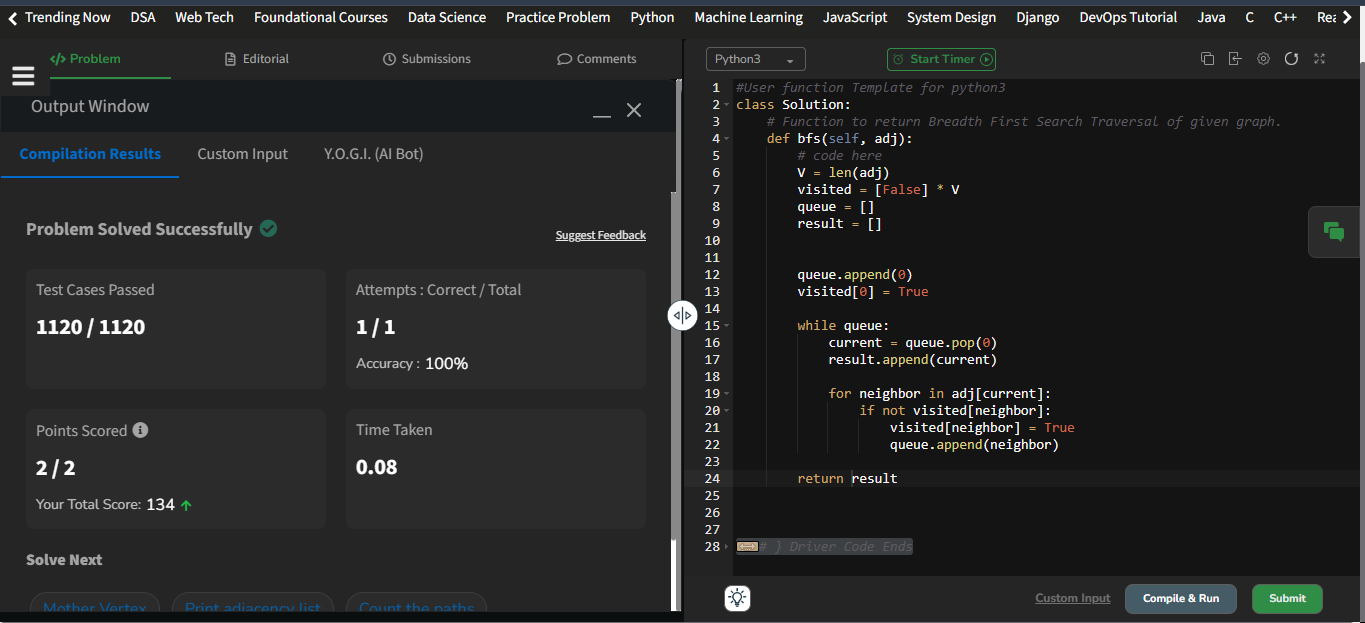 Trending Now DSA Web Tech Foundational Courses Data Science Practice Problem Python Machine Learning JavaScript System Design Django DevOps Tutorial Java C C++
</> Problem Editorial Submissions Comments
Output Window
Compilation Results Custom Input Y.O.G.I. (AI Bot)
Problem Solved Successfully
Suggest Feedback
Test Cases Passed
1120 / 1120
Attempts : Correct / Total
1 / 1
Accuracy : 100%
Points Scored
2 / 2
Your Total Score: 134
Time Taken
0.08
Solve Next
Mother Vertex Print adjacency list Count the paths
Python3 Start Timer
1 #User function Template for python3
2 class Solution:
3 # Function to return Breadth First Search Traversal of given graph.
4 def bfs(self, adj):
5 # code here
6 V = len(adj)
7 visited = [False] * V
8 queue = []
9 result = []
10
11
12 queue.append(0)
13 visited[0] = True
14
15 while queue:
16 current = queue.pop(0)
17 result.append(current)
18
19 for neighbor in adj[current]:
20 if not visited[neighbor]:
21 visited[neighbor] = True
22 queue.append(neighbor)
23
24 return result
25
26
27
28 # } Driver Code Ends
Custom Input Compile & Run Submit